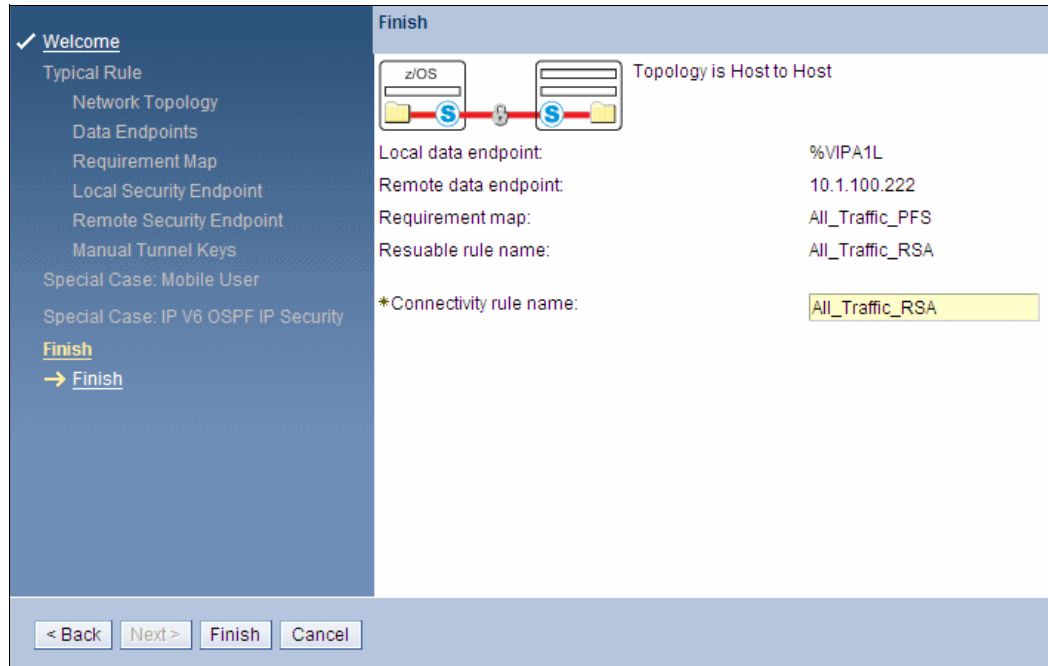 Welcome
Typical Rule
Network Topology
Data Endpoints
Requirement Map
Local Security Endpoint
Remote Security Endpoint
Manual Tunnel Keys
Special Case: Mobile User
Special Case: IP V6 OSPF IP Security
Finish
→ Finish
Finish
z/OS
S
S
Topology is Host to Host
Local data endpoint: %VIPA1L
Remote data endpoint: 10.1.100.222
Requirement map: All_Traffic_PFS
Resuable rule name: All_Traffic_RSA
*Connectivity rule name: All_Traffic_RSA
< Back Next > Finish Cancel